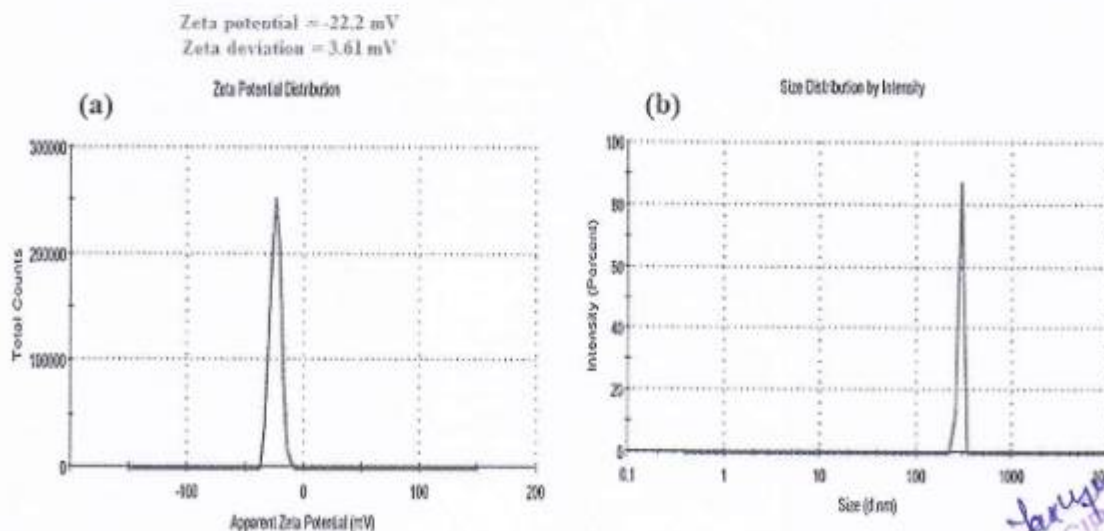 Zeta potential = -22.2 mV
Zeta deviation = 3.61 mV
Zeta Potential Distribution
(a)
300000
200000
100000
0
Total Counts
-100
0
100
200
Apparent Zeta Potential (mV)
Size Distribution by Intensity
(b)
100
80
60
40
20
0
Intensity (Percent)
0.1
1
10
100
1000
Size (d.nm)